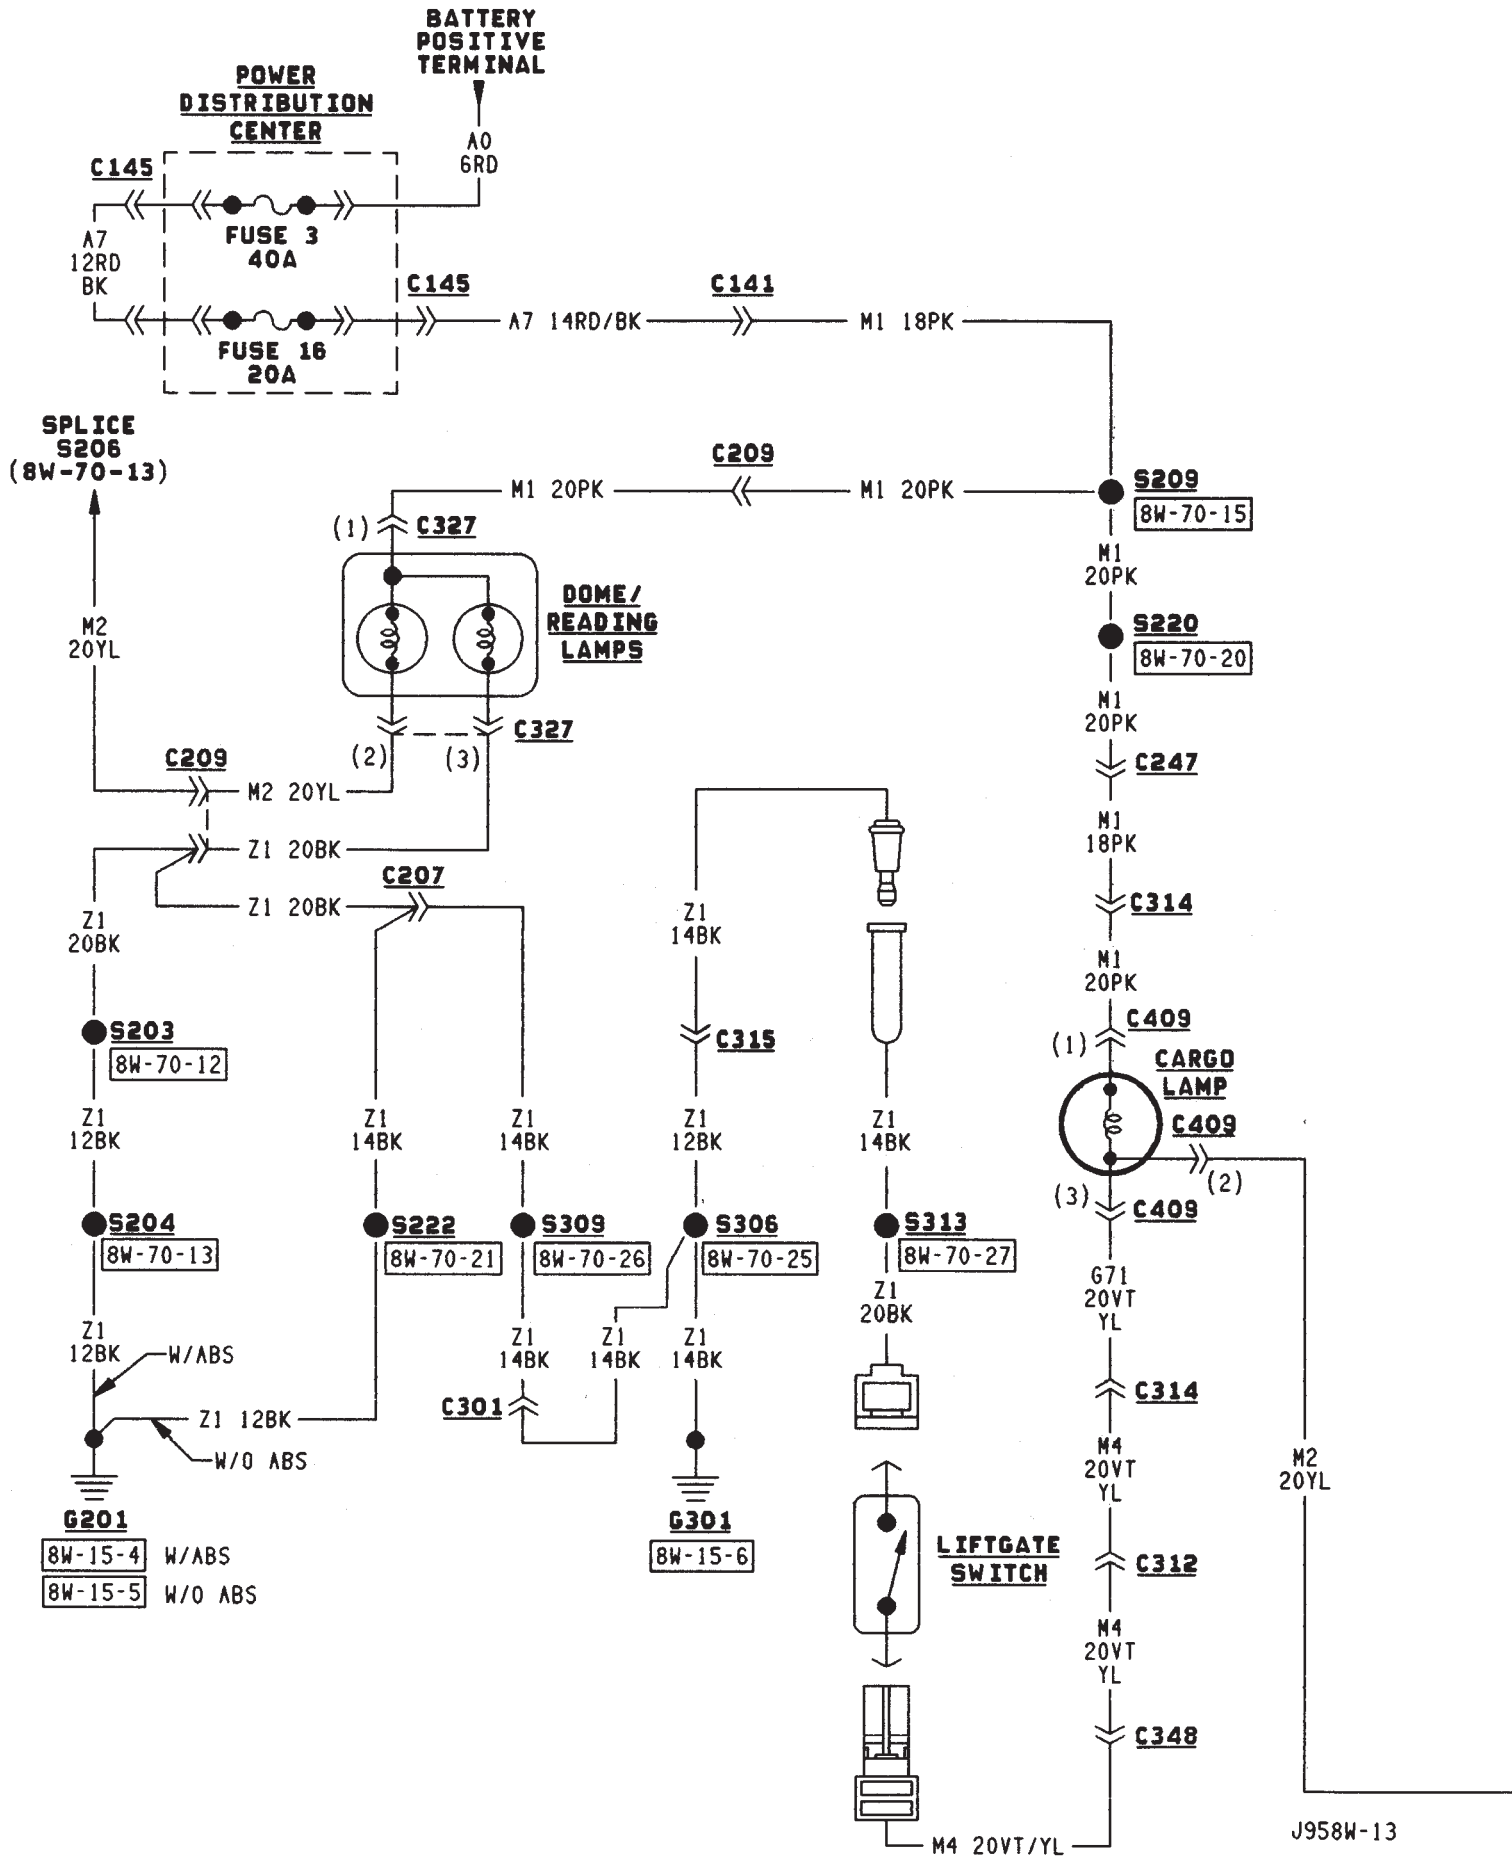 BATTERY
POSITIVE
TERMINAL
POWER
DISTRIBUTION
CENTER
A0
6RD
C145
FUSE 3
40A
A7
12RD
BK
C145
C141
A7 14RD/BK
M1 18PK
FUSE 16
20A
SPLICE
S206
(8W-70-13)
C209
M1 20PK
M1 20PK
S209
8W-70-15
(1)
C327
M1
20PK
DOME/
READING
LAMPS
M2
20YL
S220
8W-70-20
M1
20PK
C327
(2)
(3)
C209
M2 20YL
C247
M1
18PK
Z1 20BK
C207
Z1 20BK
C314
Z1
20BK
Z1
14BK
M1
20PK
C409
(1)
S203
8W-70-12
C315
CARGO
LAMP
C409
(2)
(3)
C409
Z1
12BK
Z1
14BK
Z1
14BK
Z1
12BK
Z1
14BK
S204
8W-70-13
S222
8W-70-21
S309
8W-70-26
S306
8W-70-25
S313
8W-70-27
G71
20VT
YL
Z1
20BK
Z1
12BK
W/ABS
Z1
14BK
Z1
14BK
Z1
14BK
C301
C314
Z1 12BK
W/O ABS
M4
20VT
YL
M2
20YL
G201
8W-15-4 W/ABS
8W-15-5 W/O ABS
G301
8W-15-6
LIFTGATE
SWITCH
C312
M4
20VT
YL
C348
M4 20VT/YL
J958W-13